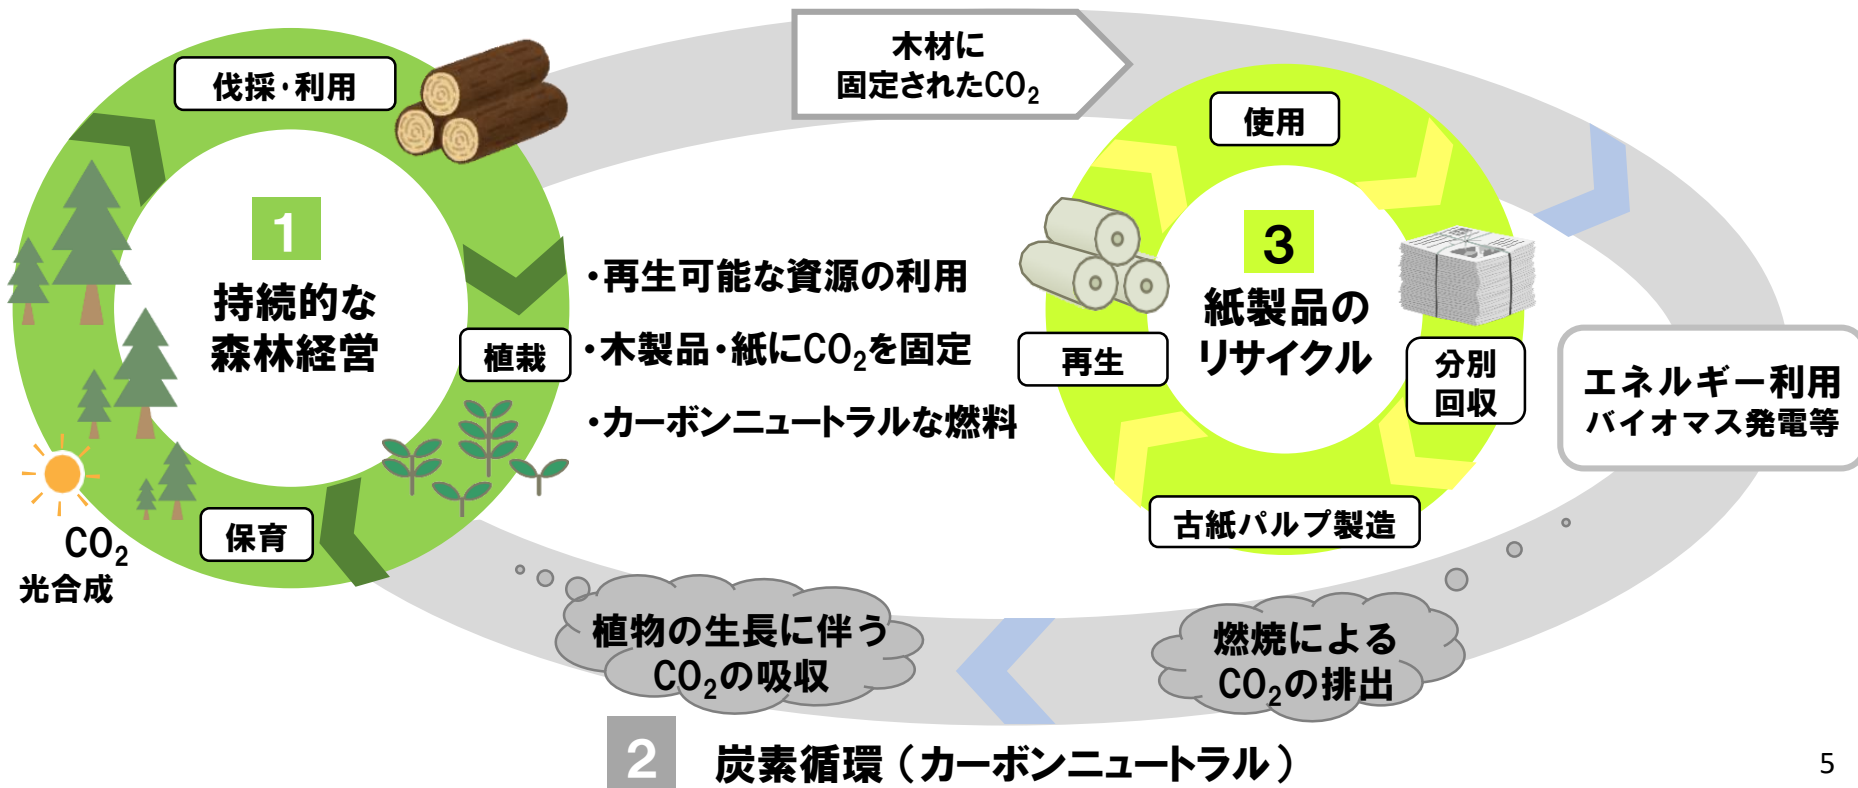 木材に
固定されたCO₂
伐採・利用
1
持続的な
森林経営
植栽
保育
CO₂
光合成
・再生可能な資源の利用
・木製品・紙にCO₂を固定
・カーボンニュートラルな燃料
使用
3
紙製品の
リサイクル
再生
分別
回収
古紙パルプ製造
エネルギー利用
バイオマス発電等
植物の生長に伴う
CO₂の吸収
燃焼による
CO₂の排出
2
炭素循環（カーボンニュートラル）
5